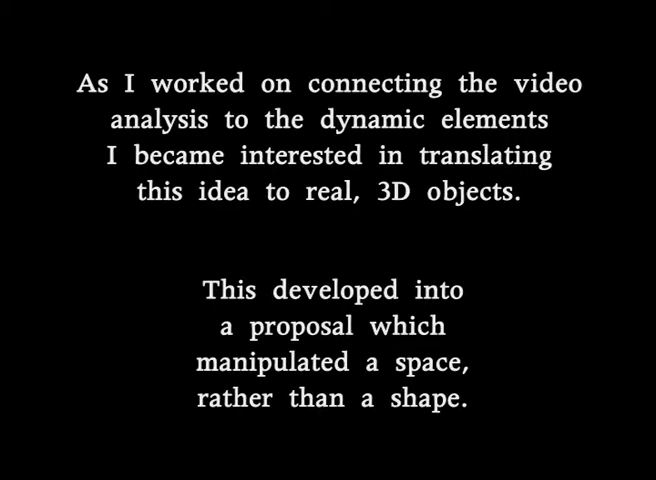 As I worked on connecting the video
analysis to the dynamic elements
I became interested in translating
this idea to real, 3D objects.
This developed into
a proposal which
manipulated a space,
rather than a shape.